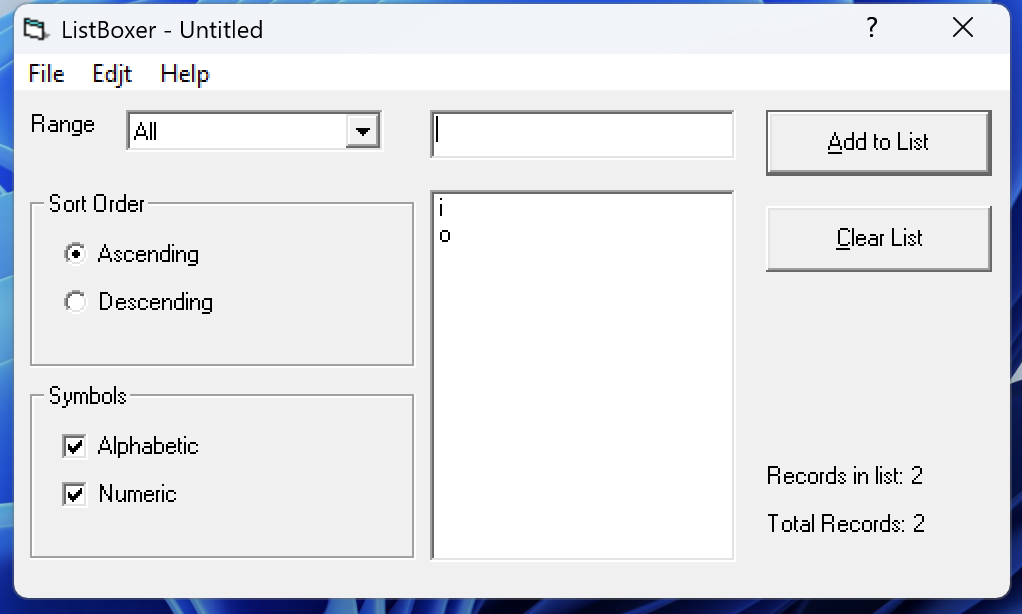 ListBoxer - Untitled
?
File Edjt Help
Range All
Add to List
Sort Order
Ascending
Descending
i
o
Clear List
Symbols
Alphabetic
Numeric
Records in list: 2
Total Records: 2